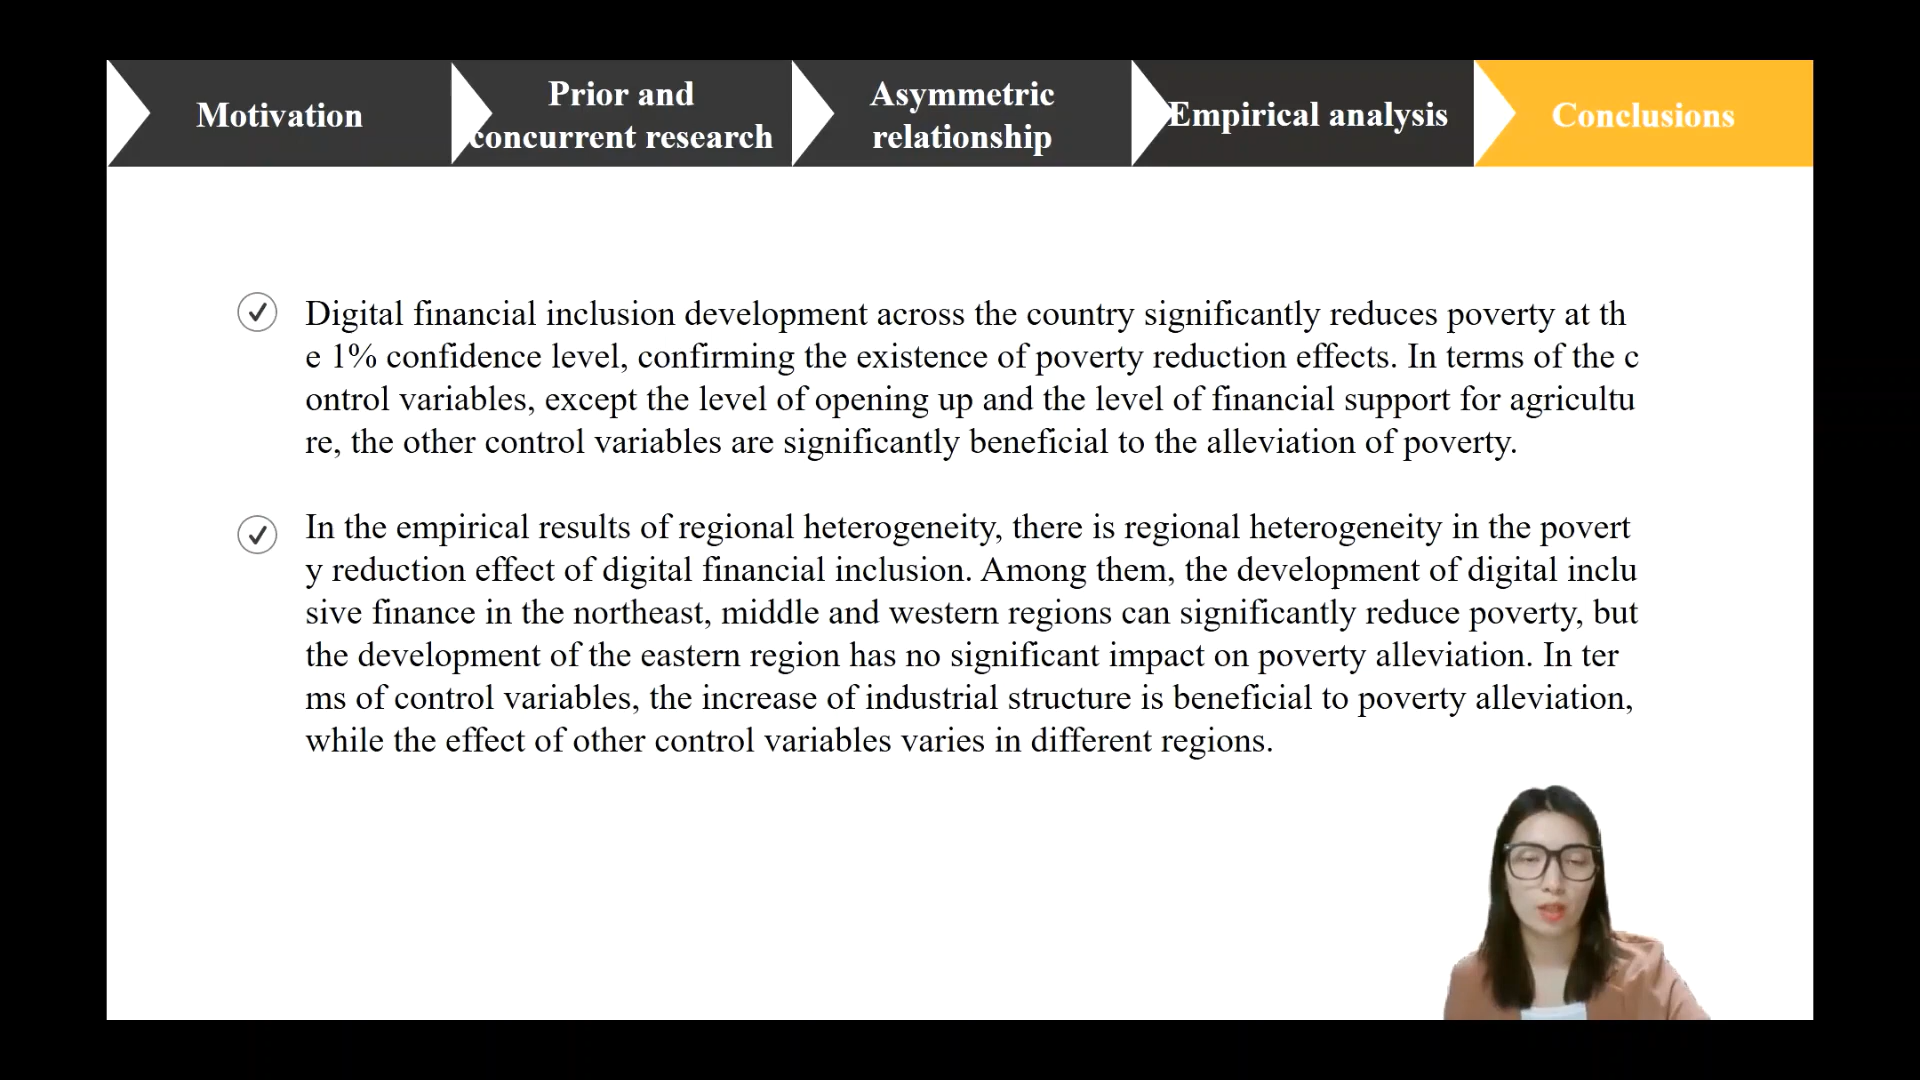 Motivation
Prior and
concurrent research
Asymmetric
relationship
Empirical analysis
Conclusions
Digital financial inclusion development across the country significantly reduces poverty at th
e 1% confidence level, confirming the existence of poverty reduction effects. In terms of the c
ontrol variables, except the level of opening up and the level of financial support for agricultu
re, the other control variables are significantly beneficial to the alleviation of poverty.
In the empirical results of regional heterogeneity, there is regional heterogeneity in the povert
y reduction effect of digital financial inclusion. Among them, the development of digital inclu
sive finance in the northeast, middle and western regions can significantly reduce poverty, but
the development of the eastern region has no significant impact on poverty alleviation. In ter
ms of control variables, the increase of industrial structure is beneficial to poverty alleviation,
while the effect of other control variables varies in different regions.